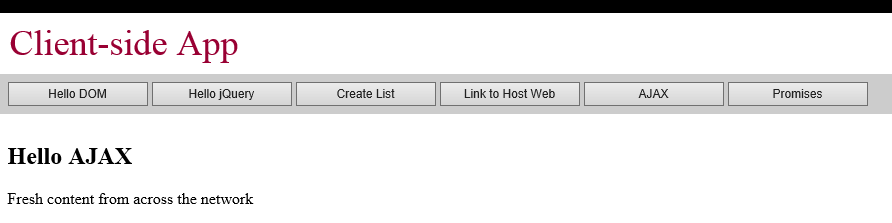 Client-side App
Hello DOM Hello jQuery Create List Link to Host Web AJAX Promises
Hello AJAX
Fresh content from across the network